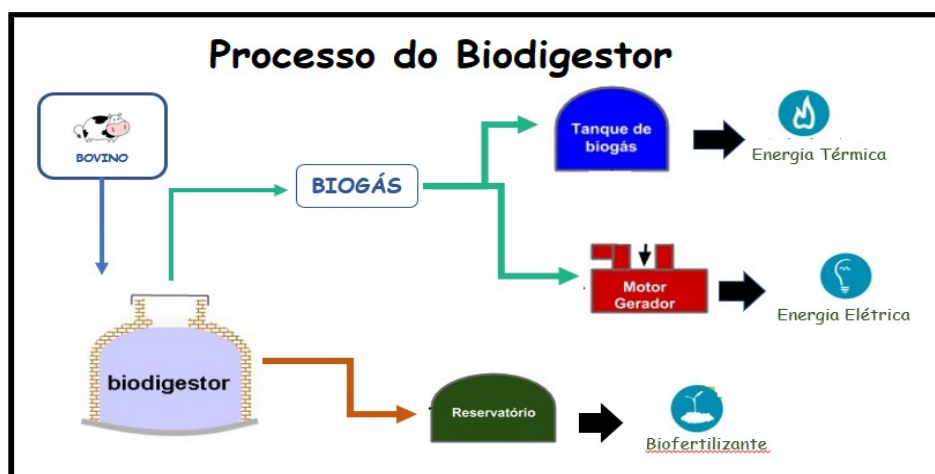 Processo do Biodigestor
BOVINO
BIOGÁS
Tanque de
biogás
Energia Térmica
Motor
Gerador
Energia Elétrica
biodigestor
Reservatório
Biofertilizante